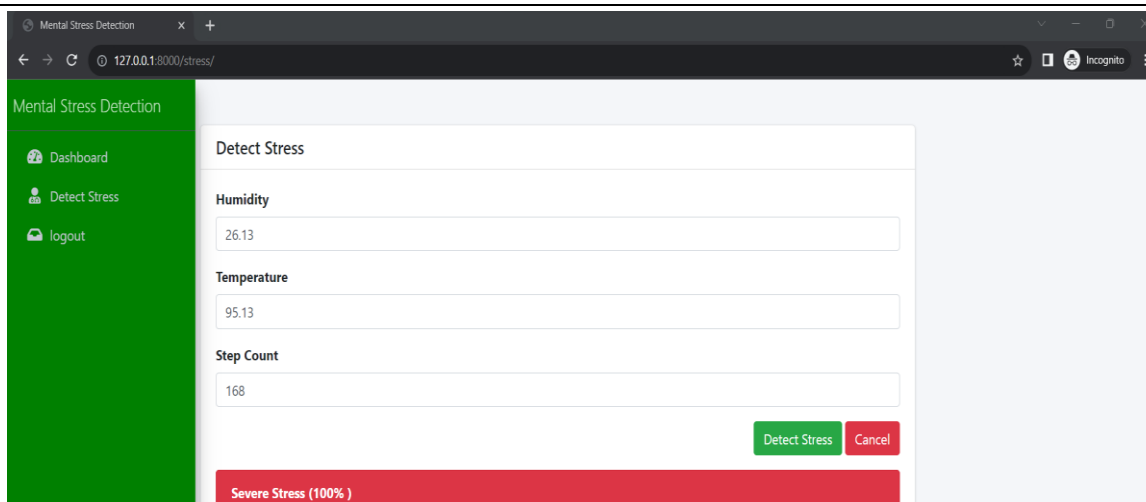 Mental Stress Detection
127.0.0.1:8000/stress/
Incognito
Mental Stress Detection
Dashboard
Detect Stress
logout
Detect Stress
Humidity
26.13
Temperature
95.13
Step Count
168
Detect Stress Cancel
Severe Stress (100% )